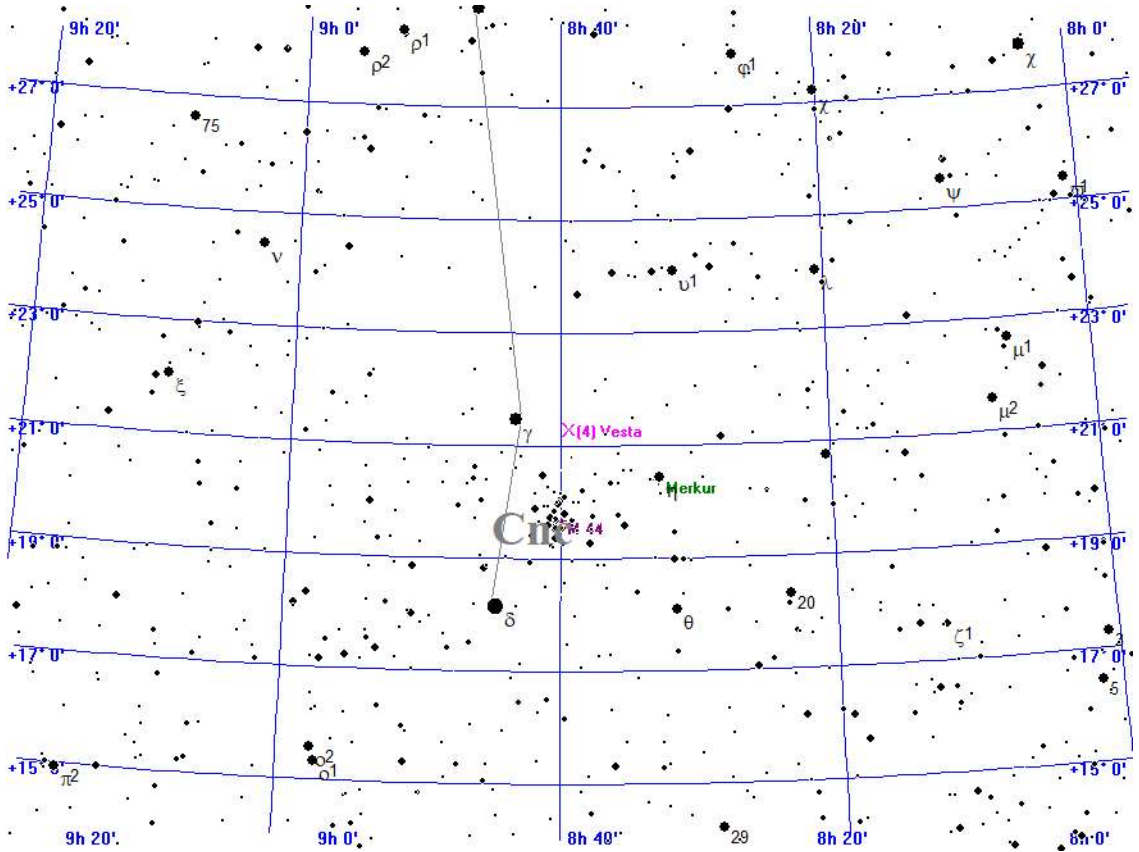 9h 20'
9h 0'
8h 40'
8h 20'
8h 0'
ρ1
ρ2
φ1
χ
+27° 0'
+27° 0'
χ
75
ψ
π1
+25° 0'
+25° 0'
ν
υ1
λ
+23° 0'
+23° 0'
μ1
ξ
μ2
X(4) Vesta
+21° 0'
+21° 0'
γ
Merkur
η
Cnc
M 44
+19° 0'
+19° 0'
δ
θ
20
ζ1
3
+17° 0'
+17° 0'
5
ο2
ο1
+15° 0'
+15° 0'
π2
29
9h 20'
9h 0'
8h 40'
8h 20'
8h 0'